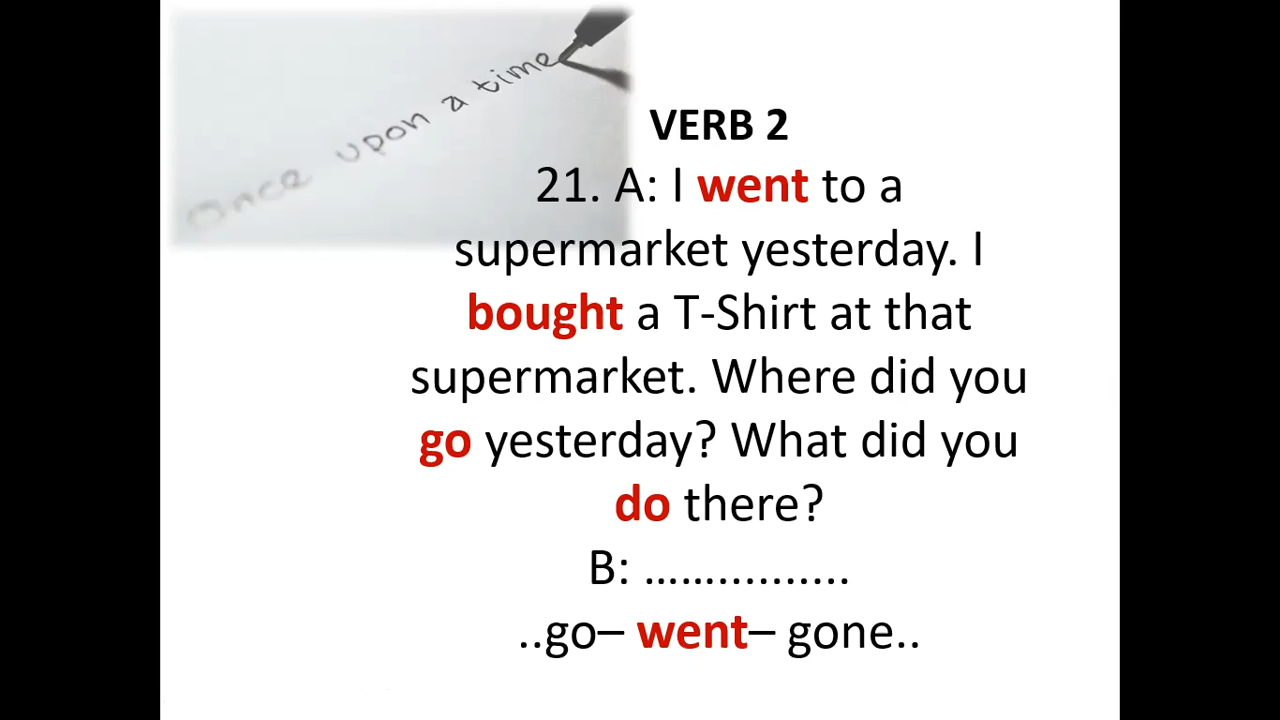 Once upon a time
VERB 2
21. A: I went to a
supermarket yesterday. I
bought a T-Shirt at that
supermarket. Where did you
go yesterday? What did you
do there?
B: ................
..go– went– gone..